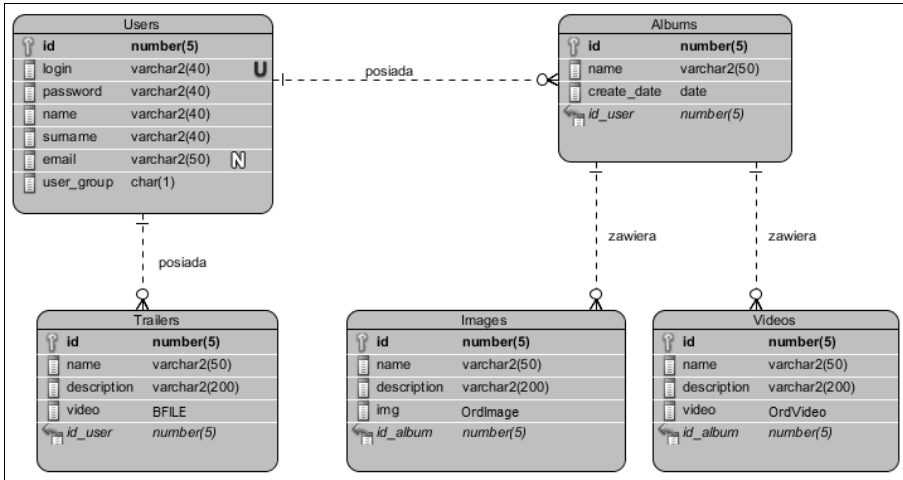 Users
id number(5)
login varchar2(40) U
password varchar2(40)
name varchar2(40)
surname varchar2(40)
email varchar2(50) N
user_group char(1)
posiada
Albums
id number(5)
name varchar2(50)
create_date date
id_user number(5)
posiada
zawiera
zawiera
Trailers
id number(5)
name varchar2(50)
description varchar2(200)
video BFILE
id_user number(5)
Images
id number(5)
name varchar2(50)
description varchar2(200)
img OrdImage
id_album number(5)
Videos
id number(5)
name varchar2(50)
description varchar2(200)
video OrdVideo
id_album number(5)